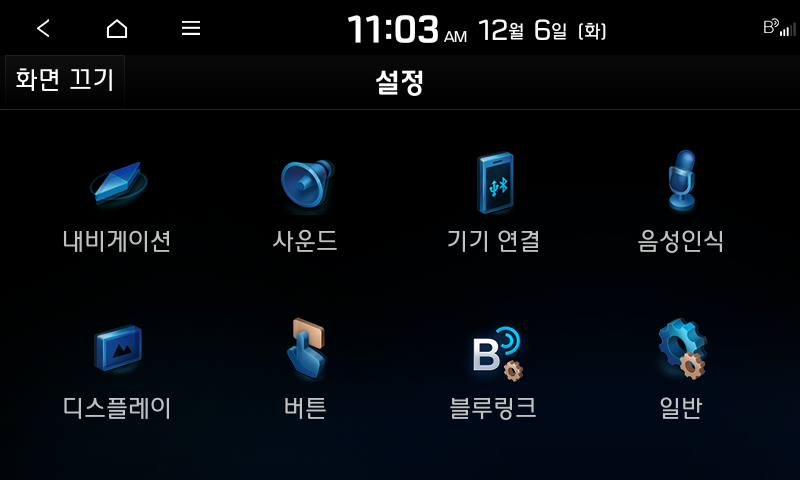 11:03 AM 12월 6일 (화) B
화면 끄기 설정
내비게이션 사운드 기기 연결 음성인식
B
디스플레이 버튼 블루링크 일반